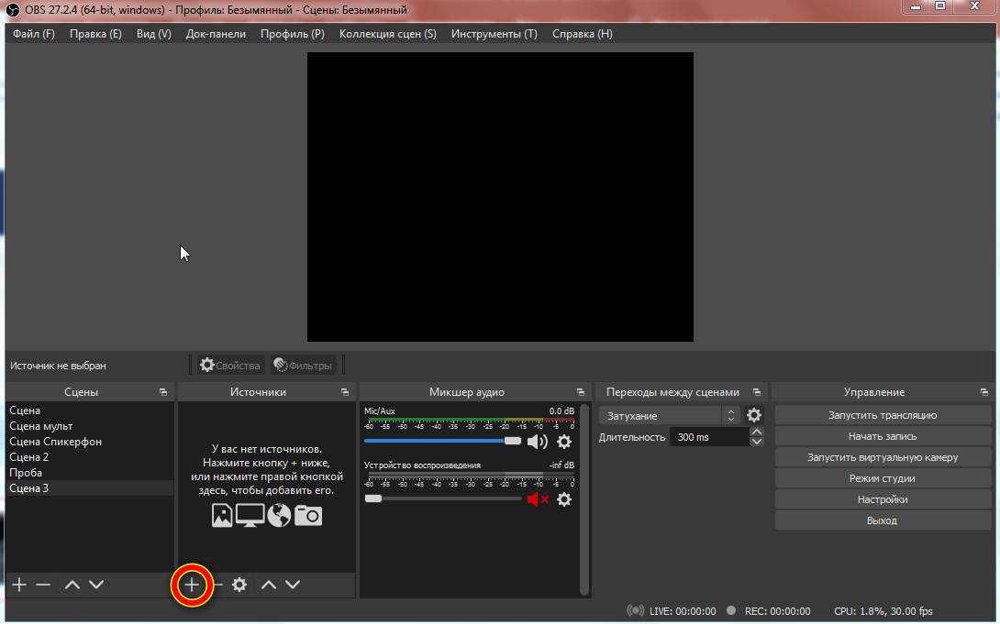 OBS 27.2.4 (64-bit, windows) - Профиль: Безымянный - Сцены: Безымянный
Файл (F) Правка (E) Вид (V) Док-панели Профиль (P) Коллекция сцен (S) Инструменты (T) Справка (H)
Источник не выбран Свойства Фильтры
Сцены
Сцена
Сцена мульт
Сцена Спикерфон
Сцена 2
Проба
Сцена 3
Источники
У вас нет источников.
Нажмите кнопку + ниже,
или нажмите правой кнопкой
здесь, чтобы добавить его.
Микшер аудио
Mic/Aux 0.0 dB
-60 -55 -50 -45 -40 -35 -30 -25 -20 -15 -10 -5 0
Устройство воспроизведения -inf dB
-60 -55 -50 -45 -40 -35 -30 -25 -20 -15 -10 -5 0
Переходы между сценами
Затухание
Длительность 300 ms
Управление
Запустить трансляцию
Начать запись
Запустить виртуальную камеру
Режим студии
Настройки
Выход
LIVE: 00:00:00 REC: 00:00:00 CPU: 1.8%, 30.00 fps